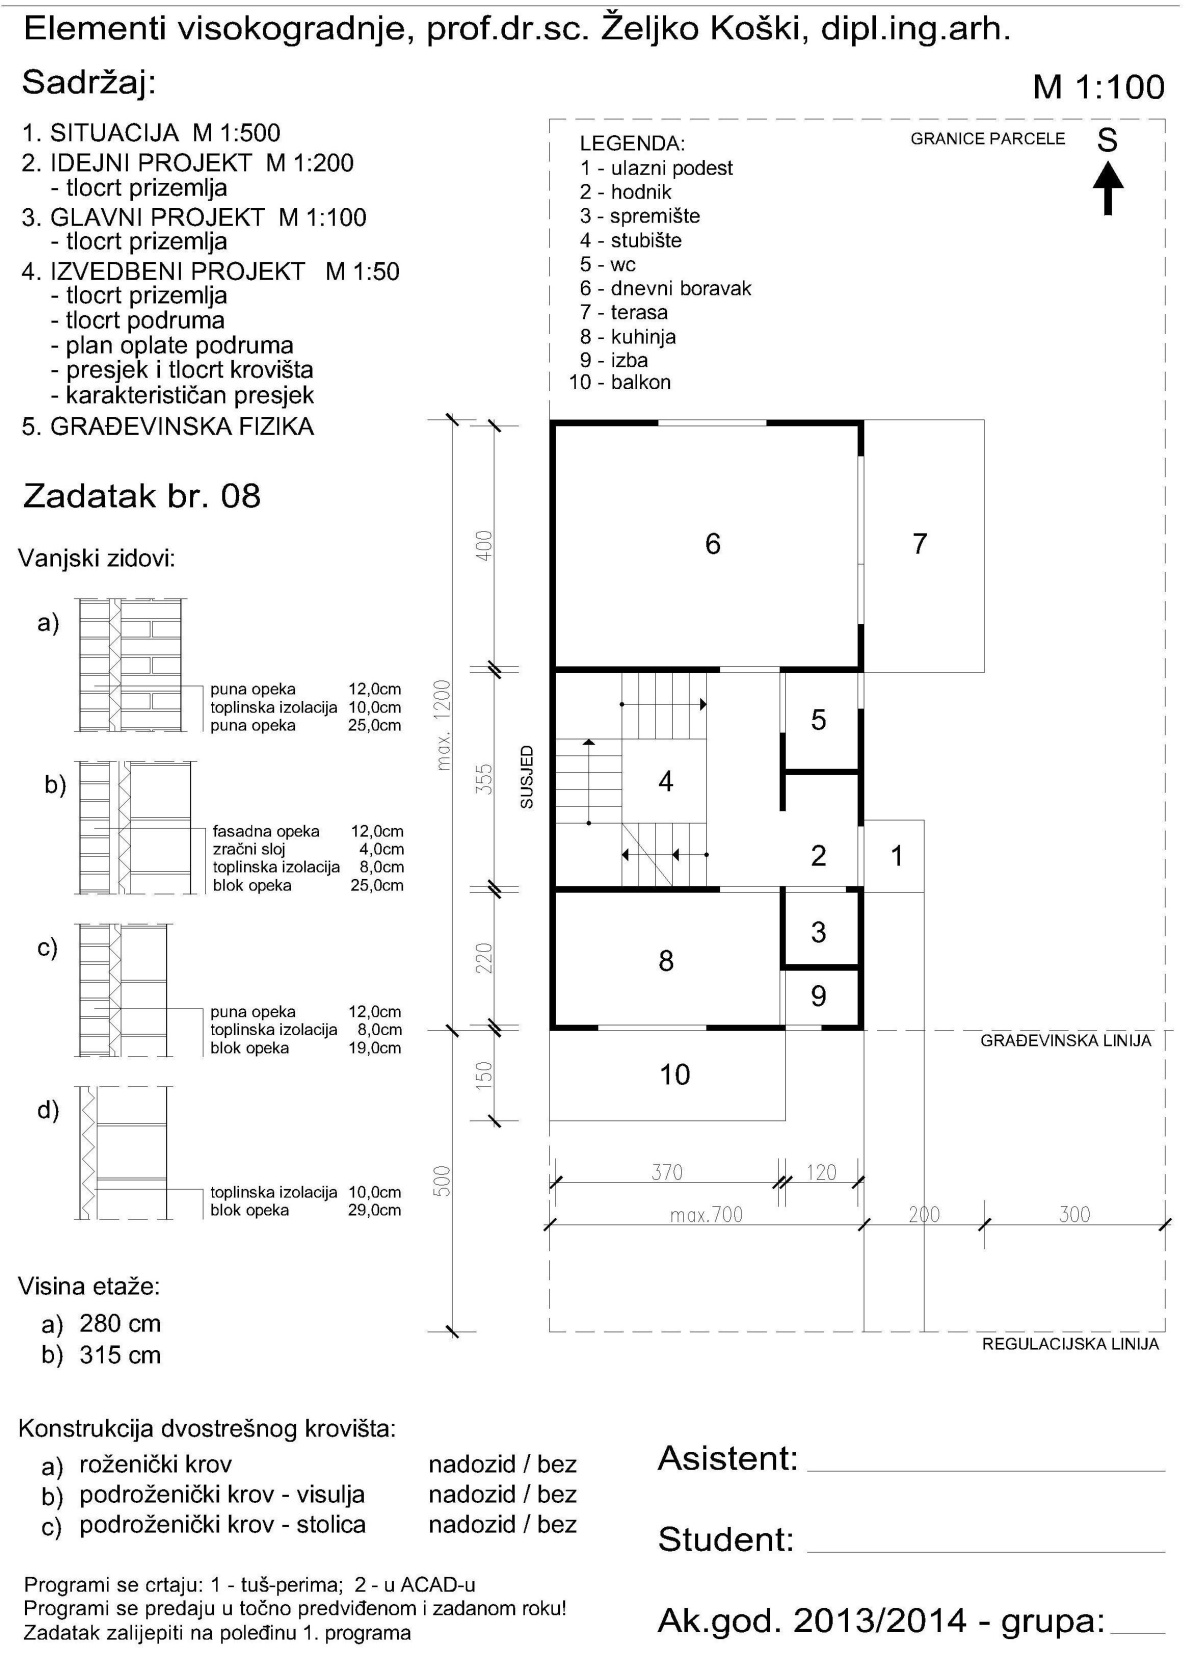 Elementi visokogradnje, prof.dr.sc. Željko Koški, dipl.ing.arh.
Sadržaj:
M 1:100
1. SITUACIJA M 1:500
2. IDEJNI PROJEKT M 1:200
- tlocrt prizemlja
3. GLAVNI PROJEKT M 1:100
- tlocrt prizemlja
4. IZVEDBENI PROJEKT M 1:50
- tlocrt prizemlja
- tlocrt podruma
- plan oplate podruma
- presjek i tlocrt krovišta
- karakterističan presjek
5. GRAĐEVINSKA FIZIKA
LEGENDA:
1 - ulazni podest
2 - hodnik
3 - spremište
4 - stubište
5 - wc
6 - dnevni boravak
7 - terasa
8 - kuhinja
9 - izba
10 - balkon
GRANICE PARCELE
S
Zadatak br. 08
Vanjski zidovi:
a)
puna opeka 12,0cm
toplinska izolacija 10,0cm
puna opeka 25,0cm
b)
fasadna opeka 12,0cm
zračni sloj 4,0cm
toplinska izolacija 8,0cm
blok opeka 25,0cm
c)
puna opeka 12,0cm
toplinska izolacija 8,0cm
blok opeka 19,0cm
d)
toplinska izolacija 10,0cm
blok opeka 29,0cm
max. 1200
500
400
355
220
150
SUSJED
6
7
5
4
2
1
3
8
9
10
GRAĐEVINSKA LINIJA
370
120
max.700
200
300
REGULACIJSKA LINIJA
Visina etaže:
a) 280 cm
b) 315 cm
Konstrukcija dvostrešnog krovišta:
a) roženički krov nadozid / bez
b) podroženički krov - visulja nadozid / bez
c) podroženički krov - stolica nadozid / bez
Programi se crtaju: 1 - tuš-perima; 2 - u ACAD-u
Programi se predaju u točno predviđenom i zadanom roku!
Zadatak zalijepiti na poleđinu 1. programa
Asistent:
Student:
Ak.god. 2013/2014 - grupa: